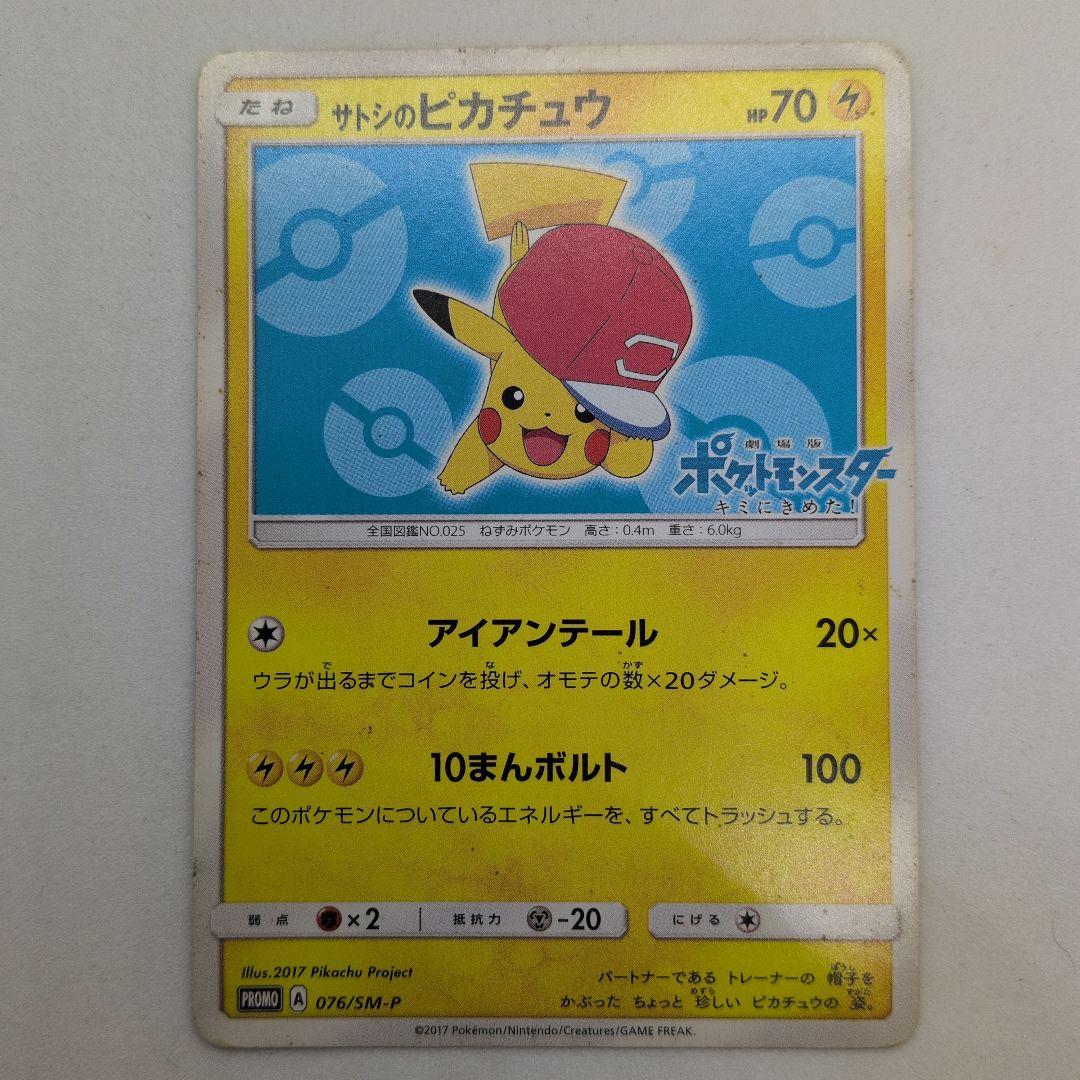 たね サトシのピカチュウ HP70
劇場版
ポケットモンスター
キミにきめた!
全国図鑑NO.025 ねずみポケモン 高さ:0.4m 重さ:6.0kg
アイアンテール 20×
ウラが出るまでコインを投げ、オモテの数×20ダメージ。
10まんボルト 100
このポケモンについているエネルギーを、すべてトラッシュする。
弱点 ×2 抵抗力 -20 にげる
Illus.2017 Pikachu Project
パートナーである トレーナーの 帽子を
かぶった ちょっと 珍しい ピカチュウの 姿。
PROMO A 076/SM-P
©2017 Pokémon/Nintendo/Creatures/GAME FREAK.